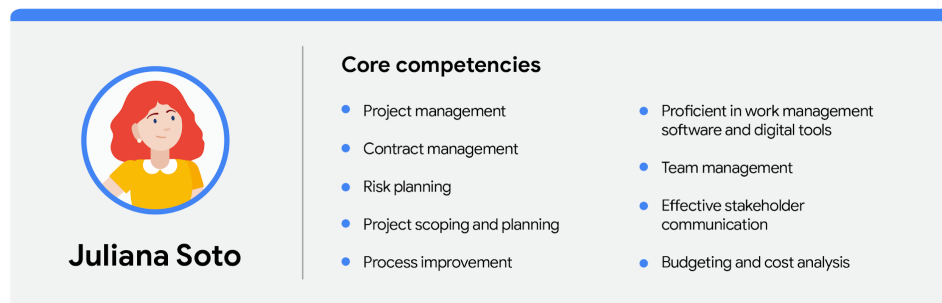 Juliana Soto
Core competencies
Project management
Contract management
Risk planning
Project scoping and planning
Process improvement
Proficient in work management
software and digital tools
Team management
Effective stakeholder
communication
Budgeting and cost analysis